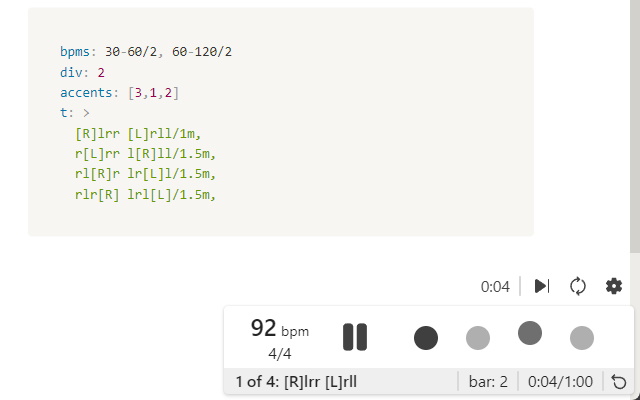 bpms: 30-60/2, 60-120/2
div: 2
accents: [3,1,2]
t: >
[R]lrr [L]rll/1m,
r[L]rr l[R]ll/1.5m,
rl[R]r lr[L]l/1.5m,
rlr[R] lrl[L]/1.5m,
0:04
92 bpm
4/4
1 of 4: [R]lrr [L]rll
bar: 2
0:04/1:00